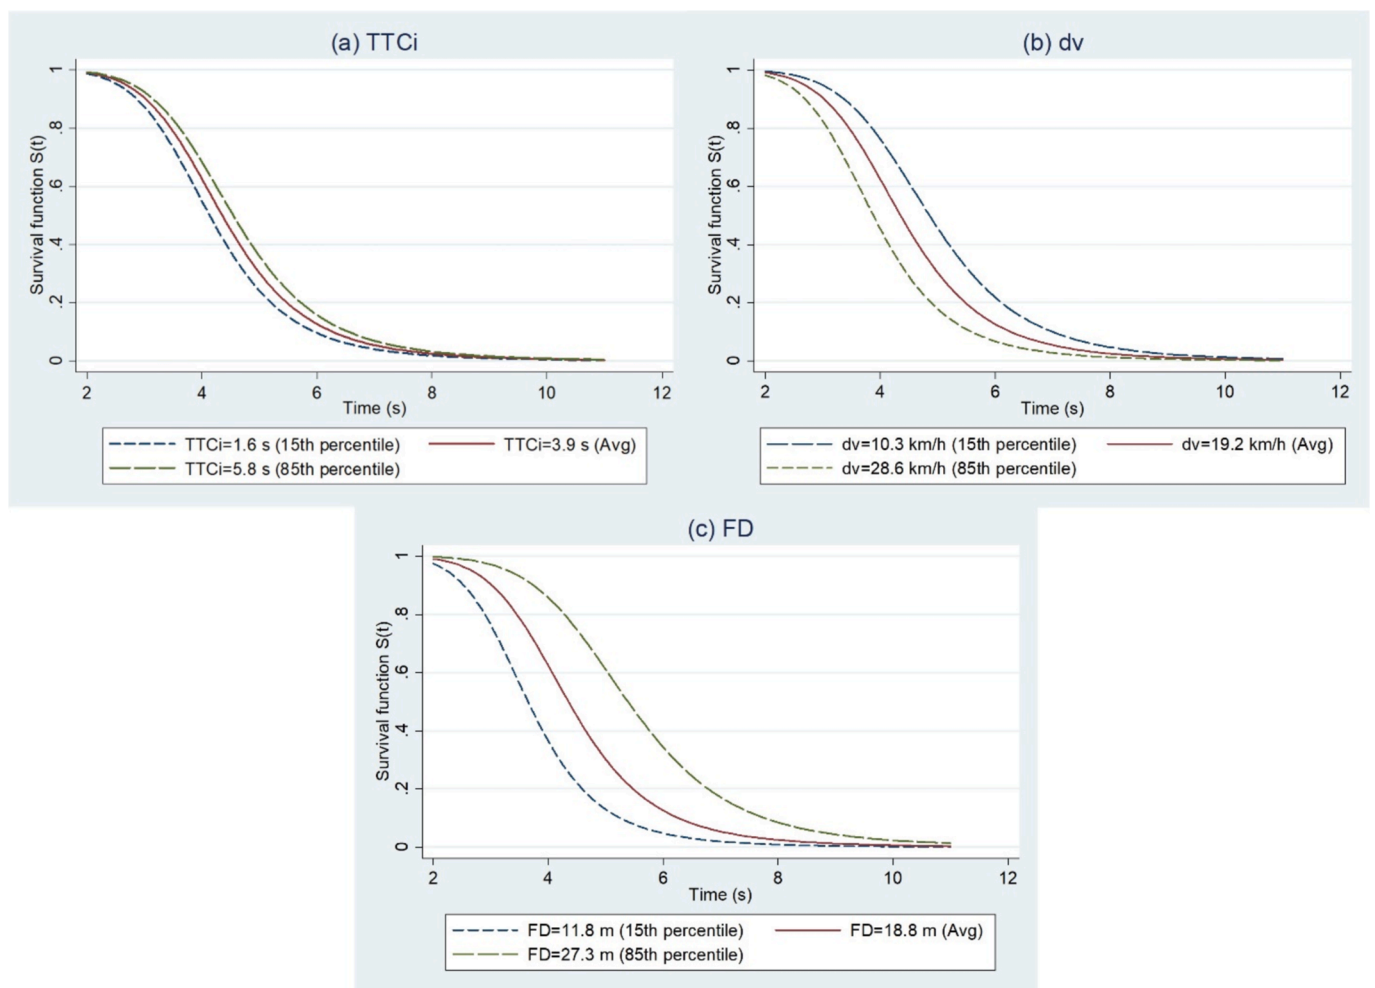 (a) TTCi
Survival function S(t)
1
.8
.6
.4
.2
0
2 4 6 8 10 12
Time (s)
TTCi=1.6 s (15th percentile) TTCi=3.9 s (Avg)
TTCi=5.8 s (85th percentile)
(b) dv
Survival function S(t)
1
.8
.6
.4
.2
0
2 4 6 8 10 12
Time (s)
dv=10.3 km/h (15th percentile) dv=19.2 km/h (Avg)
dv=28.6 km/h (85th percentile)
(c) FD
Survival function S(t)
1
.8
.6
.4
.2
0
2 4 6 8 10 12
Time (s)
FD=11.8 m (15th percentile) FD=18.8 m (Avg)
FD=27.3 m (85th percentile)